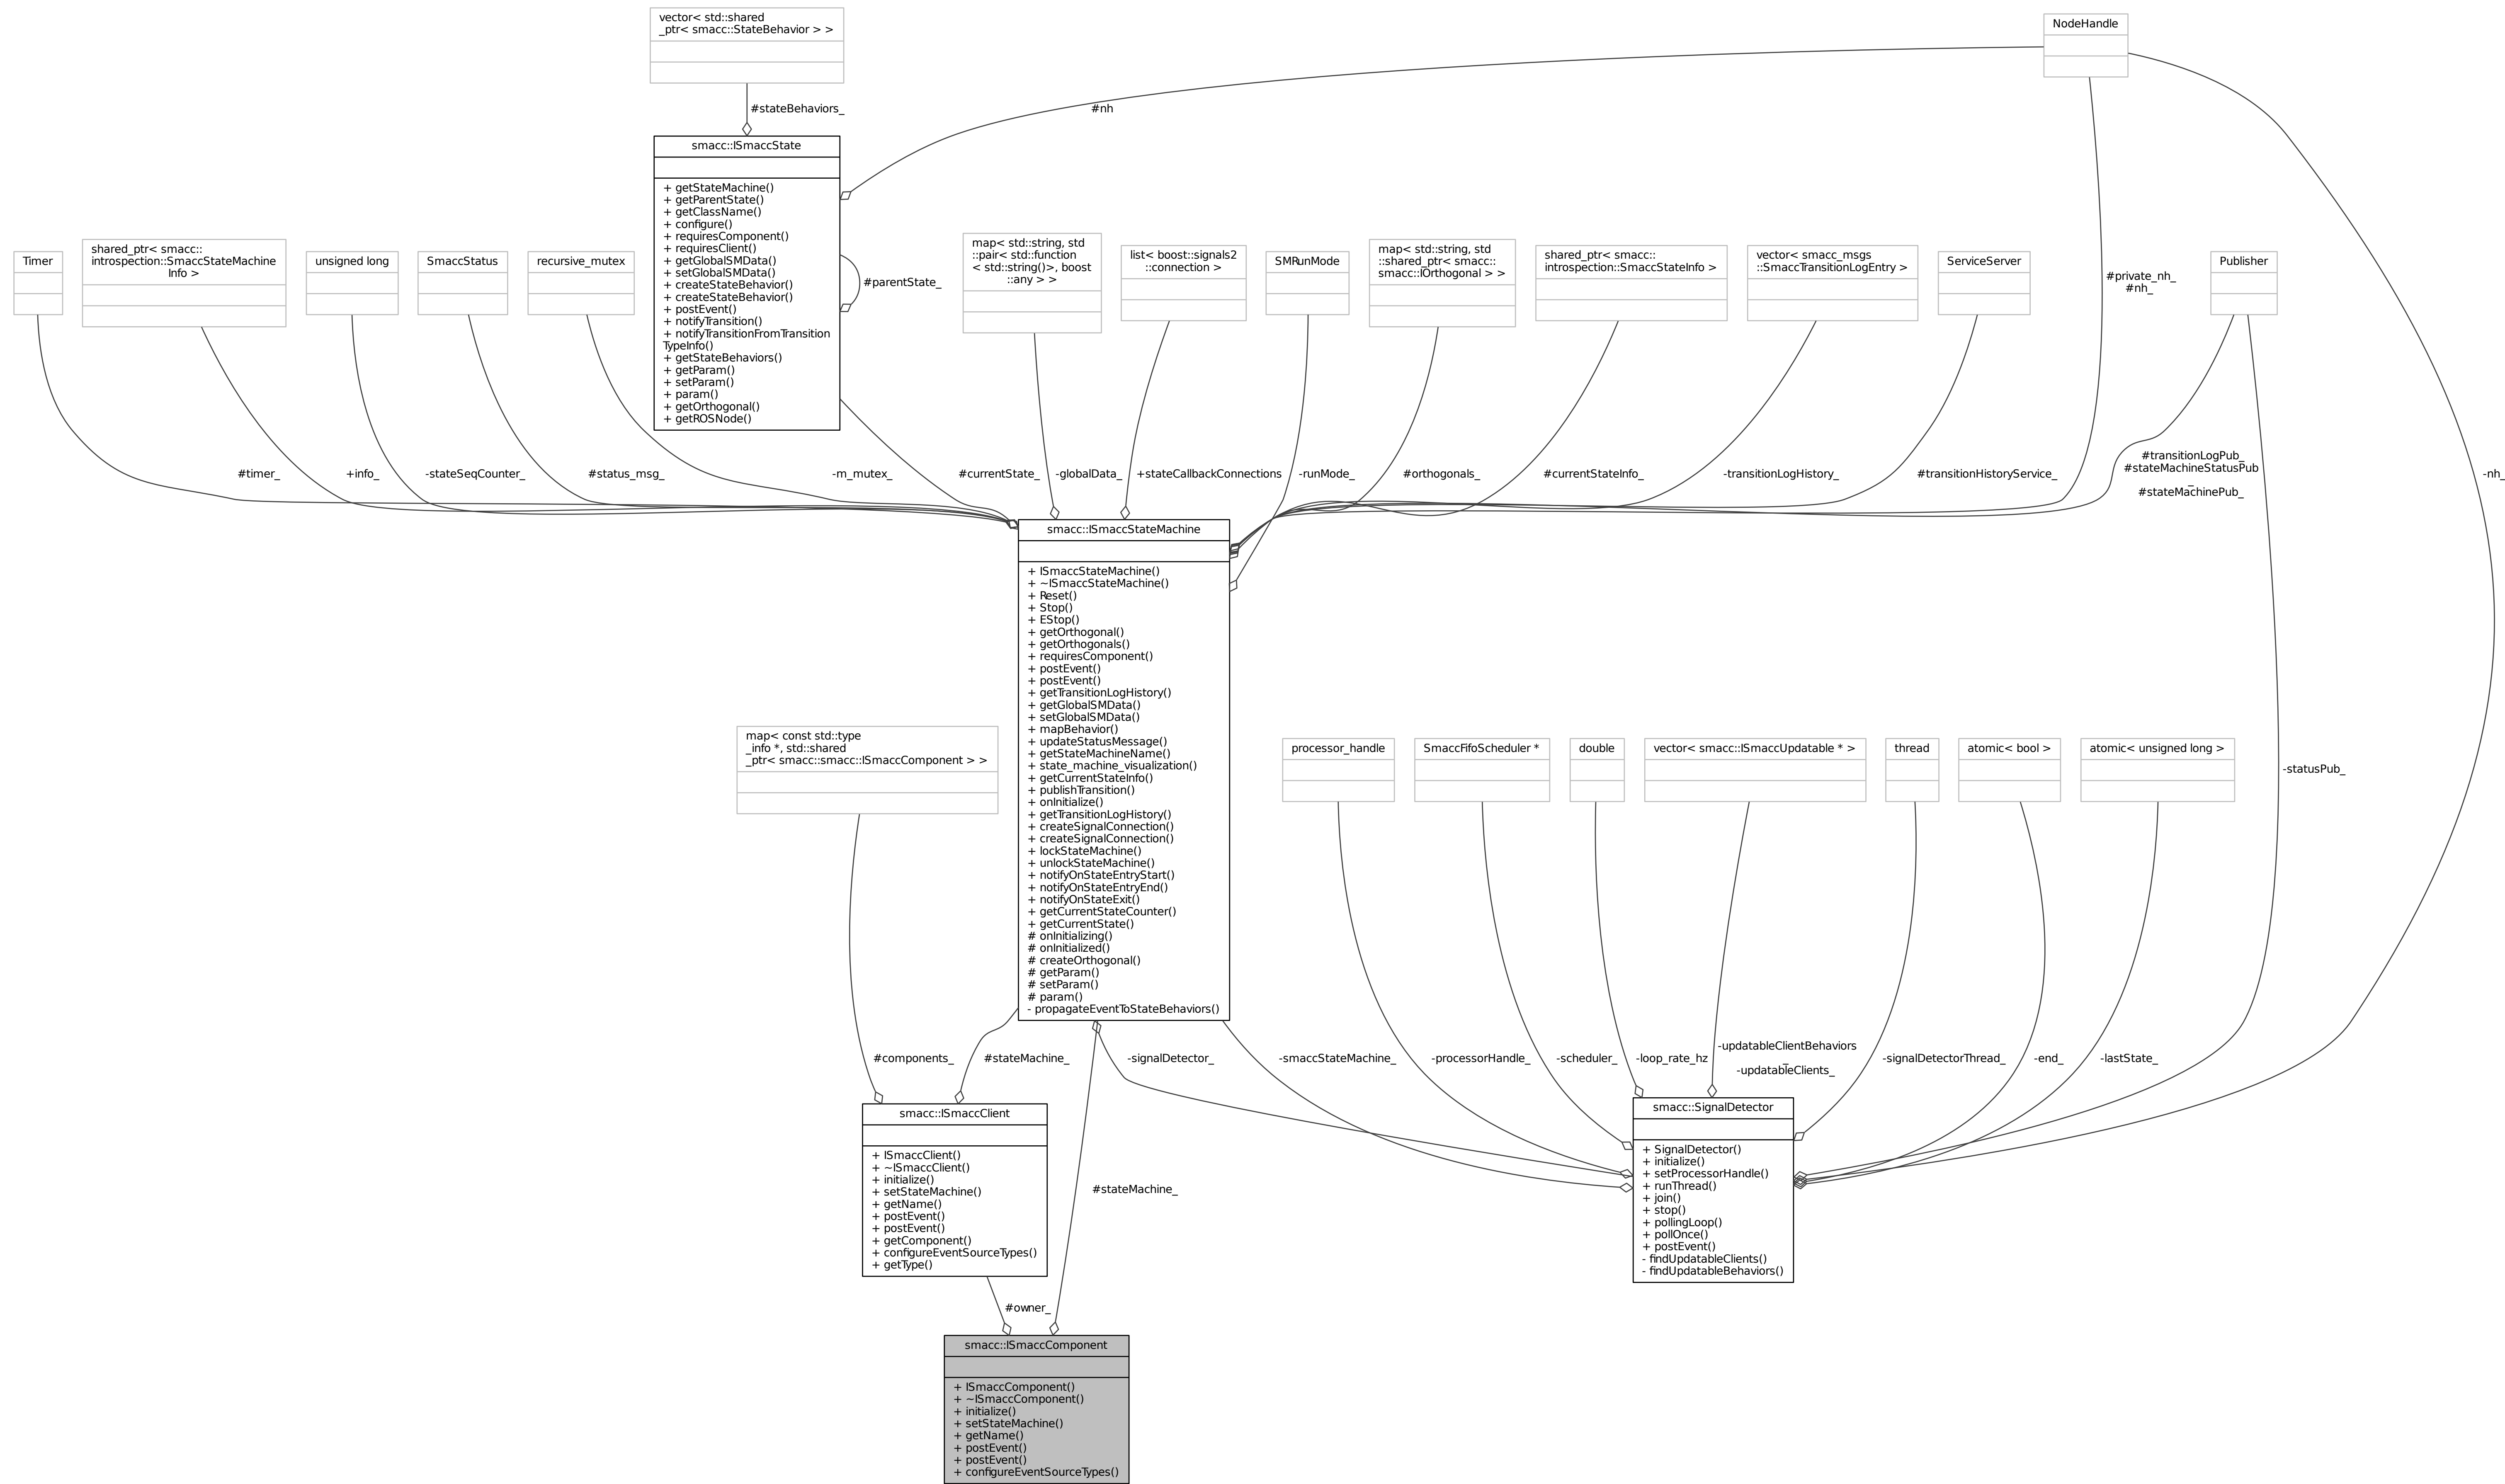 vector< std::shared
_ptr< smacc::StateBehavior > >
NodeHandle
#stateBehaviors_
#nh
smacc::ISmaccState
+ getStateMachine()
+ getParentState()
+ getClassName()
+ configure()
+ requiresComponent()
+ requiresClient()
+ getGlobalSMData()
+ setGlobalSMData()
+ createStateBehavior()
+ createStateBehavior()
+ postEvent()
+ notifyTransition()
+ notifyTransitionFromTransition
TypeInfo()
+ getStateBehaviors()
+ getParam()
+ setParam()
+ param()
+ getOrthogonal()
+ getROSNode()
#parentState_
Timer
shared_ptr< smacc::
introspection::SmaccStateMachine
Info >
unsigned long
SmaccStatus
recursive_mutex
map< std::string, std
::pair< std::function
< std::string()>, boost
::any > >
list< boost::signals2
::connection >
SMRunMode
map< std::string, std
::shared_ptr< smacc::
smacc::IOrthogonal > >
shared_ptr< smacc::
introspection::SmaccStateInfo >
vector< smacc_msgs
::SmaccTransitionLogEntry >
ServiceServer
#private_nh_
#nh_
Publisher
#timer_
+info_
-stateSeqCounter_
#status_msg_
-m_mutex_
#currentState_
-globalData_
+stateCallbackConnections
-runMode_
#orthogonals_
#currentStateInfo_
-transitionLogHistory_
#transitionHistoryService_
#transitionLogPub_
#stateMachineStatusPub
_
#stateMachinePub_
-nh_
smacc::ISmaccStateMachine
+ ISmaccStateMachine()
+ ~ISmaccStateMachine()
+ Reset()
+ Stop()
+ EStop()
+ getOrthogonal()
+ getOrthogonals()
+ requiresComponent()
+ postEvent()
+ postEvent()
+ getTransitionLogHistory()
+ getGlobalSMData()
+ setGlobalSMData()
+ mapBehavior()
+ updateStatusMessage()
+ getStateMachineName()
+ state_machine_visualization()
+ getCurrentStateInfo()
+ publishTransition()
+ onInitialize()
+ getTransitionLogHistory()
+ createSignalConnection()
+ createSignalConnection()
+ lockStateMachine()
+ unlockStateMachine()
+ notifyOnStateEntryStart()
+ notifyOnStateEntryEnd()
+ notifyOnStateExit()
+ getCurrentStateCounter()
+ getCurrentState()
# onInitializing()
# onInitialized()
# createOrthogonal()
# getParam()
# setParam()
# param()
- propagateEventToStateBehaviors()
map< const std::type
_info *, std::shared
_ptr< smacc::smacc::ISmaccComponent > >
processor_handle
SmaccFifoScheduler *
double
vector< smacc::ISmaccUpdatable * >
thread
atomic< bool >
atomic< unsigned long >
-statusPub_
#components_
#stateMachine_
-signalDetector_
-smaccStateMachine_
-processorHandle_
-scheduler_
-loop_rate_hz
-updatableClientBehaviors
_
-updatableClients_
-signalDetectorThread_
-end_
-lastState_
smacc::ISmaccClient
+ ISmaccClient()
+ ~ISmaccClient()
+ initialize()
+ setStateMachine()
+ getName()
+ postEvent()
+ postEvent()
+ getComponent()
+ configureEventSourceTypes()
+ getType()
#stateMachine_
smacc::SignalDetector
+ SignalDetector()
+ initialize()
+ setProcessorHandle()
+ runThread()
+ join()
+ stop()
+ pollingLoop()
+ pollOnce()
+ postEvent()
- findUpdatableClients()
- findUpdatableBehaviors()
#owner_
smacc::ISmaccComponent
+ ISmaccComponent()
+ ~ISmaccComponent()
+ initialize()
+ setStateMachine()
+ getName()
+ postEvent()
+ postEvent()
+ configureEventSourceTypes()